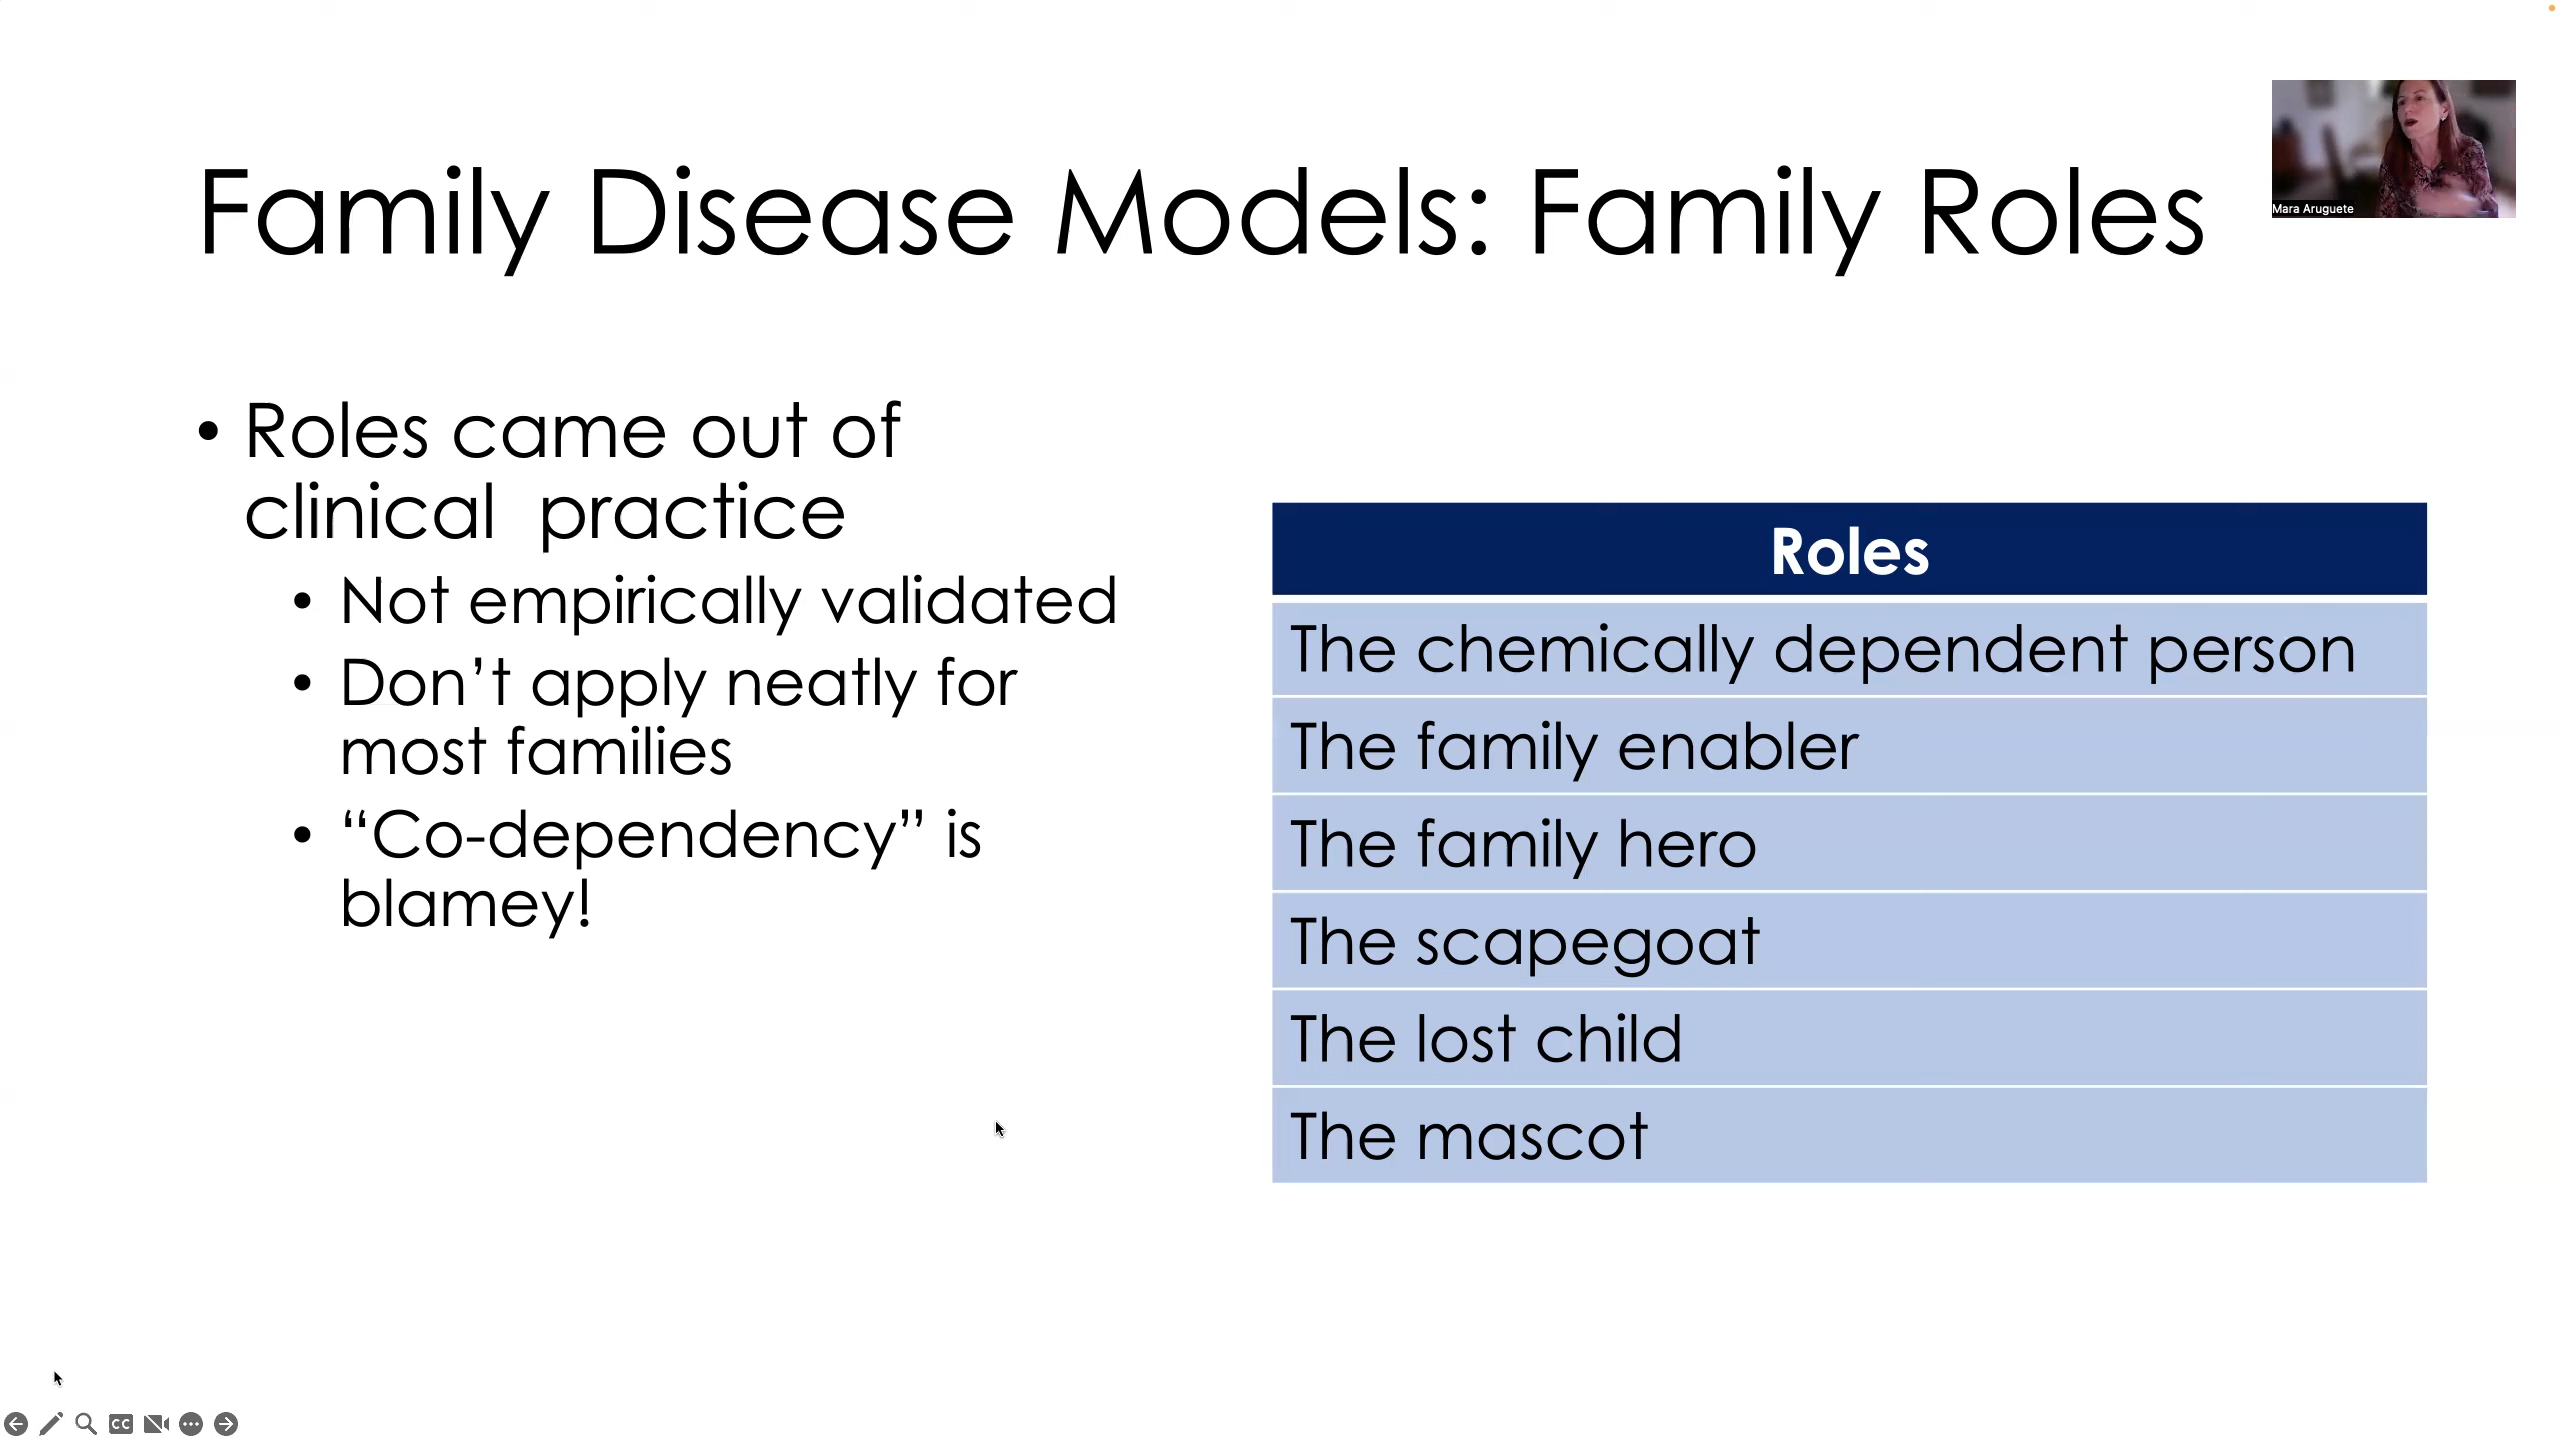 Family Disease Models: Family Roles
Mara Aruguete
• Roles came out of
clinical  practice
• Not empirically validated
• Don’t apply neatly for
most families
• “Co-dependency” is
blamey!
Roles
The chemically dependent person
The family enabler
The family hero
The scapegoat
The lost child
The mascot
CC